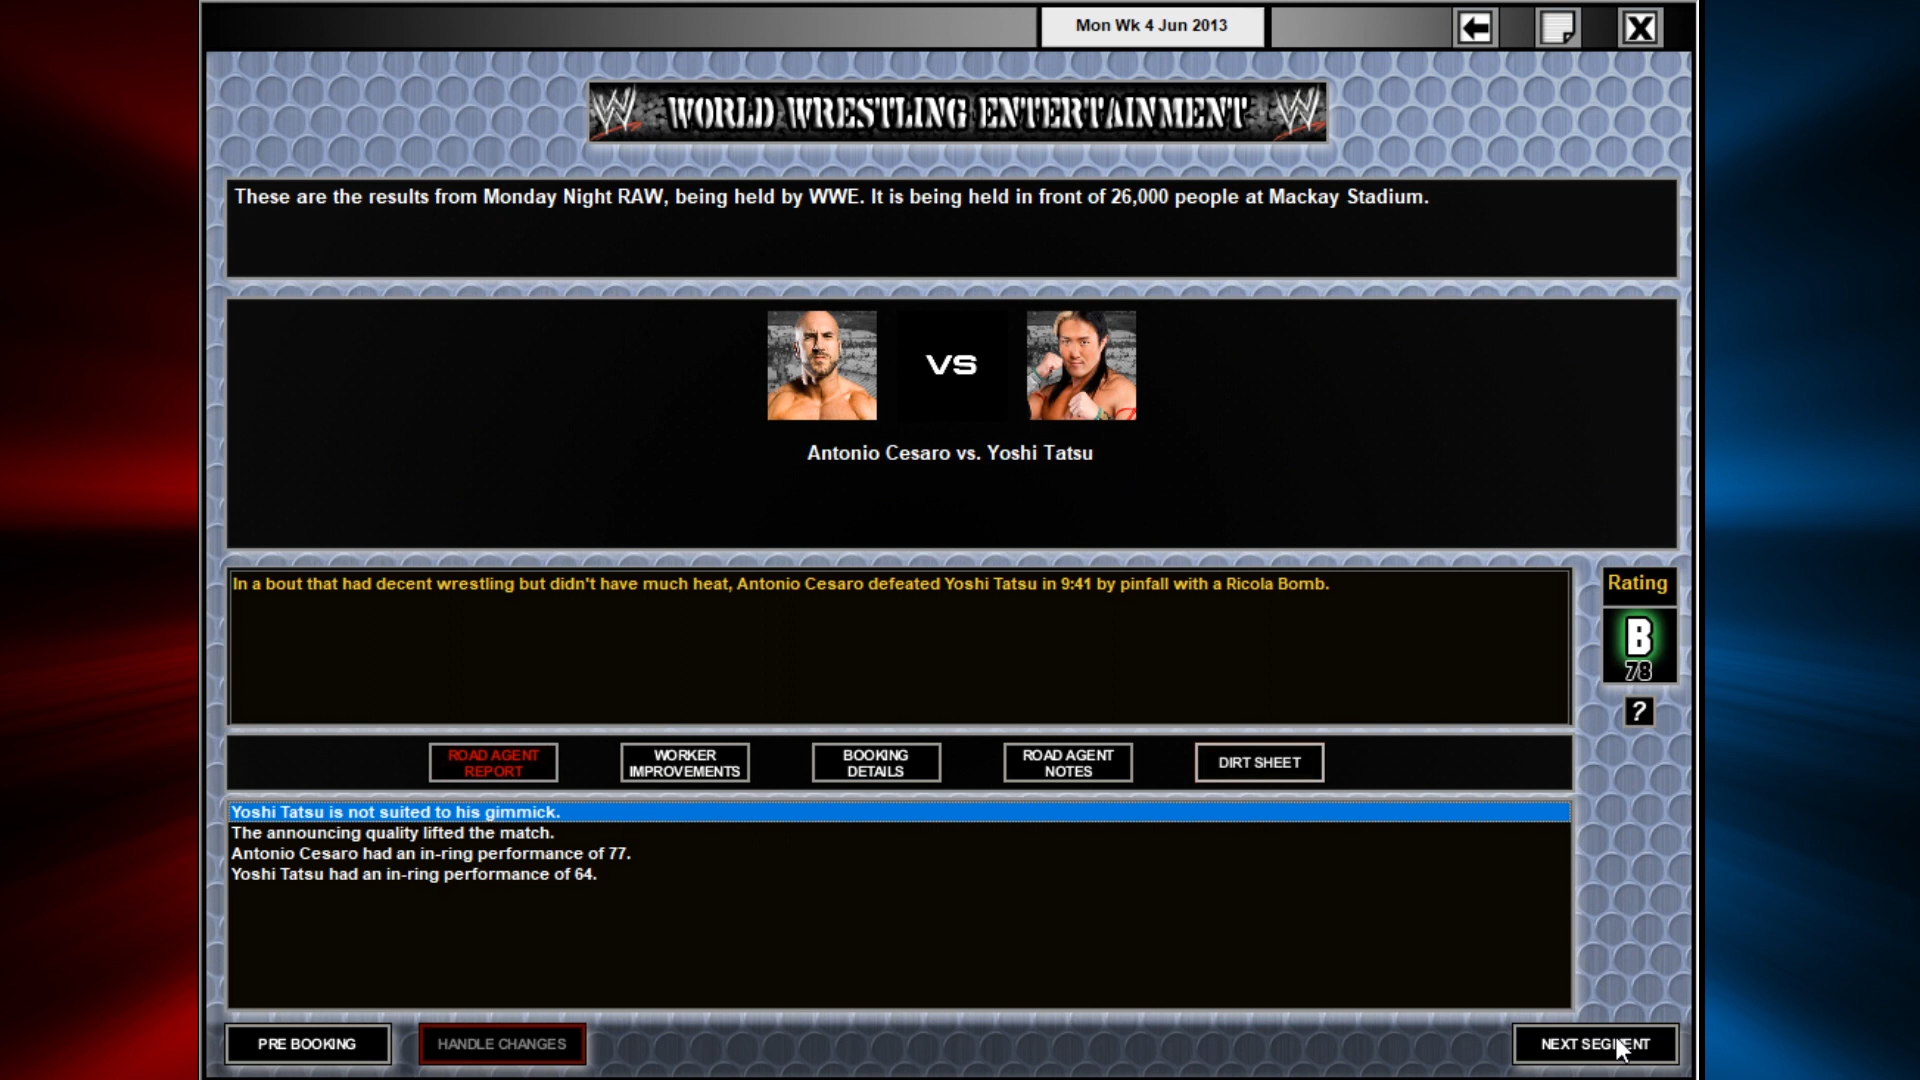 Mon Wk 4 Jun 2013
WORLD WRESTLING ENTERTAINMENT
These are the results from Monday Night RAW, being held by WWE. It is being held in front of 26,000 people at Mackay Stadium.
VS
Antonio Cesaro vs. Yoshi Tatsu
In a bout that had decent wrestling but didn't have much heat, Antonio Cesaro defeated Yoshi Tatsu in 9:41 by pinfall with a Ricola Bomb.
Rating
B
78
?
ROAD AGENT REPORT
WORKER IMPROVEMENTS
BOOKING DETAILS
ROAD AGENT NOTES
DIRT SHEET
Yoshi Tatsu is not suited to his gimmick.
The announcing quality lifted the match.
Antonio Cesaro had an in-ring performance of 77.
Yoshi Tatsu had an in-ring performance of 64.
PRE BOOKING
HANDLE CHANGES
NEXT SEGMENT